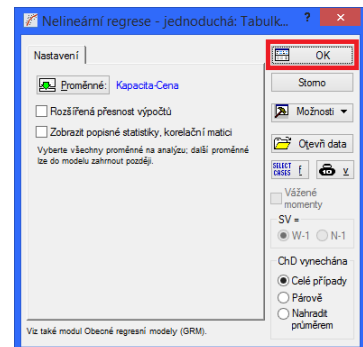 Nelineární regrese - jednoduchá: Tabulk... ? ×
Nastavení
OK
Proměnné: Kapacita-Cena
Storno
Rozšířená přesnost výpočtů
Možnosti
Zobrazit popisné statistiky, korelační matici
Vyberte všechny proměnné na analýzu; další proměnné
lze do modelu zahrnout později.
Otevři data
SELECT CASES £ v
Vážené
momenty
SV =
W-1 N-1
ChD vynechána
Celé případy
Párově
Nahradit
průměrem
Viz také modul Obecné regresní modely (GRM).